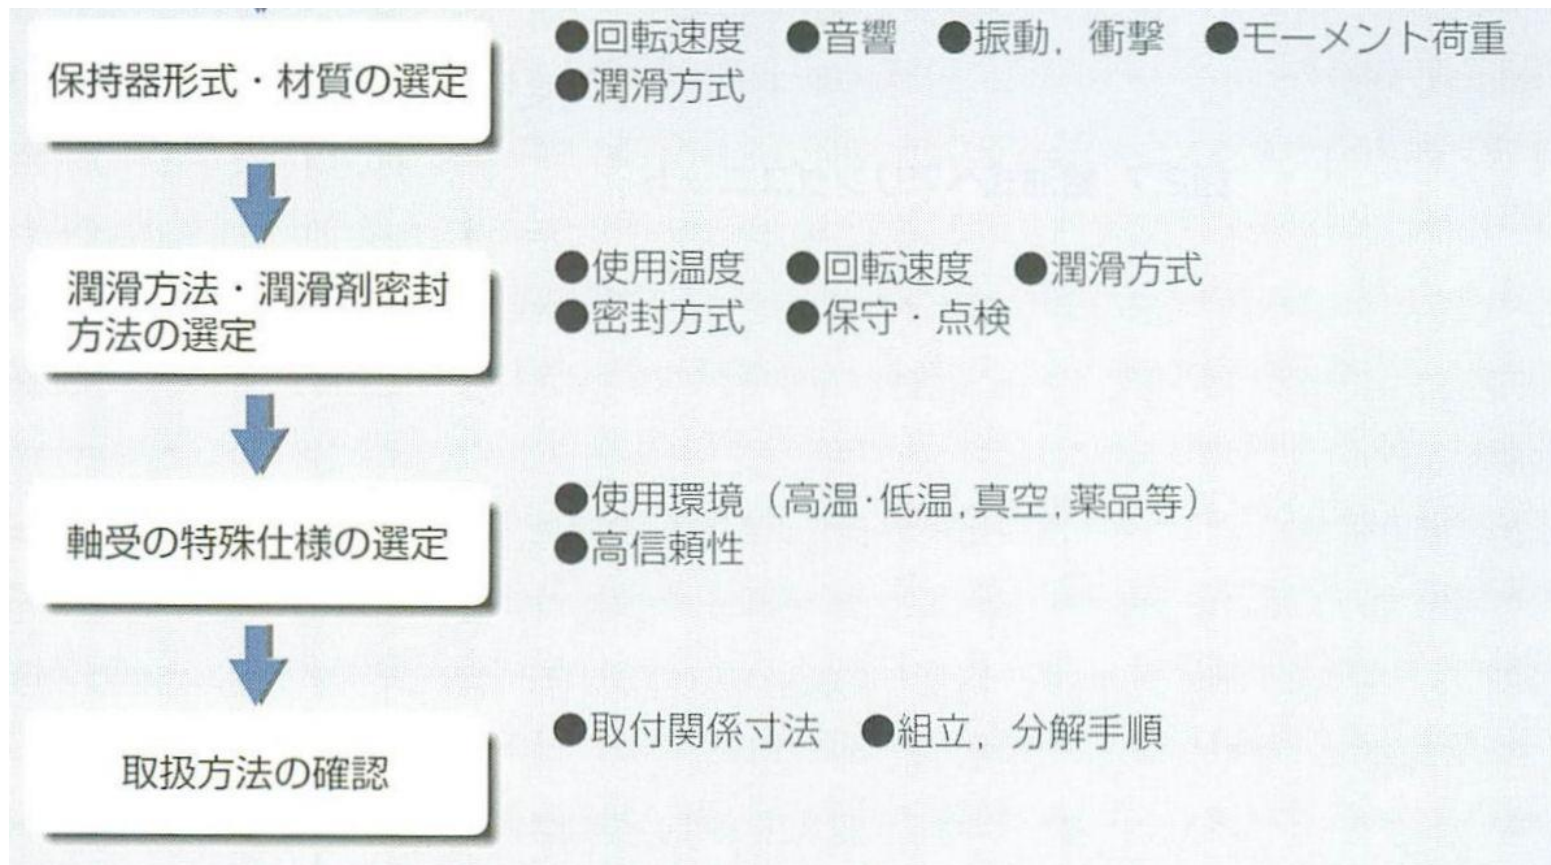 保持器形式・材質の選定
●回転速度 ●音響 ●振動，衝撃 ●モーメント荷重
●潤滑方式
潤滑方法・潤滑剤密封
方法の選定
●使用温度 ●回転速度 ●潤滑方式
●密封方式 ●保守・点検
軸受の特殊仕様の選定
●使用環境（高温·低温,真空,薬品等）
●高信頼性
取扱方法の確認
●取付関係寸法 ●組立，分解手順